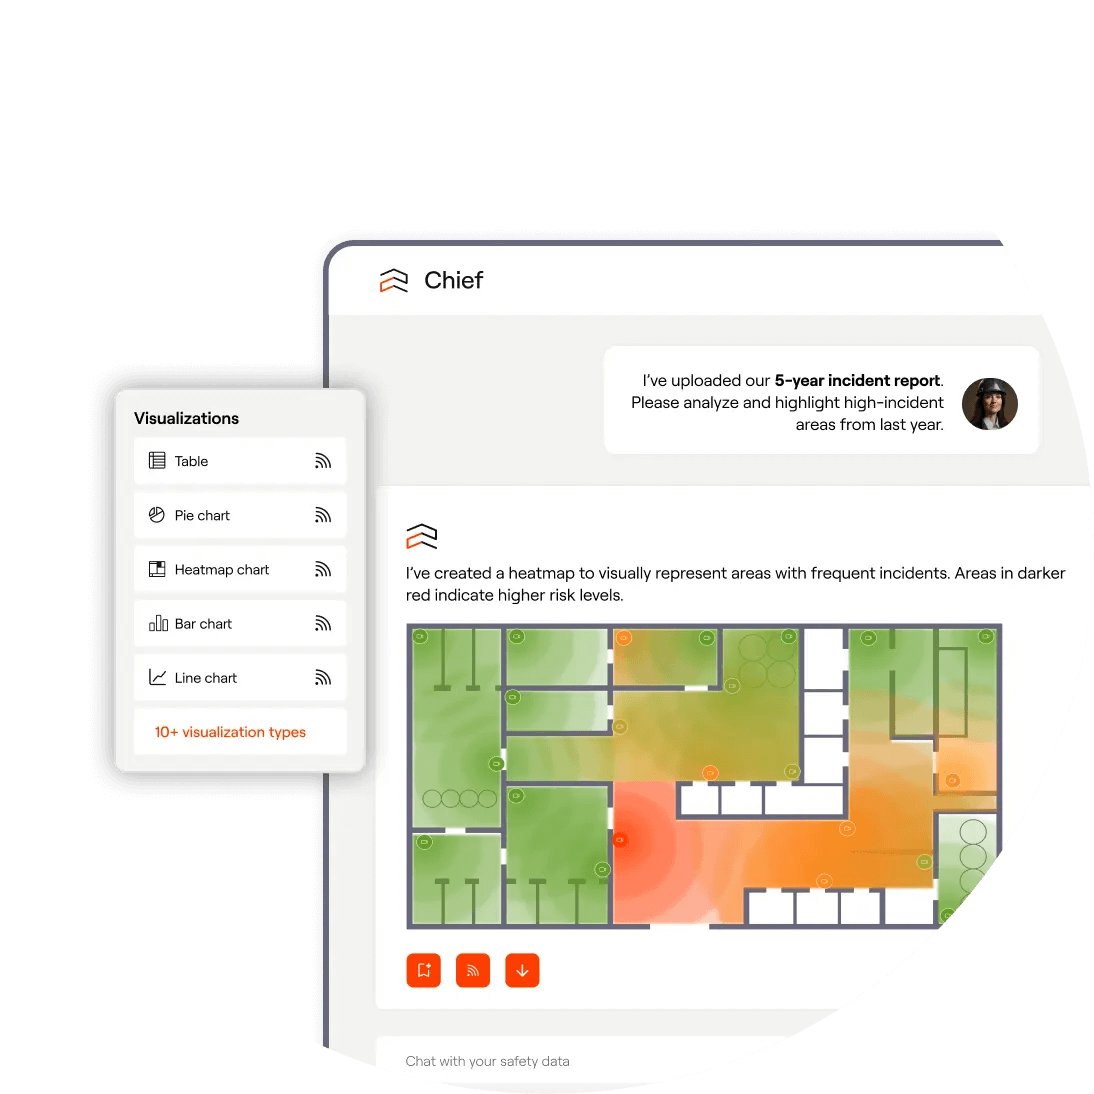 Chief
I've uploaded our 5-year incident report.
Please analyze and highlight high-incident
areas from last year.
Visualizations
Table
Pie chart
Heatmap chart
Bar chart
Line chart
10+ visualization types
I've created a heatmap to visually represent areas with frequent incidents. Areas in darker
red indicate higher risk levels.
Chat with your safety data